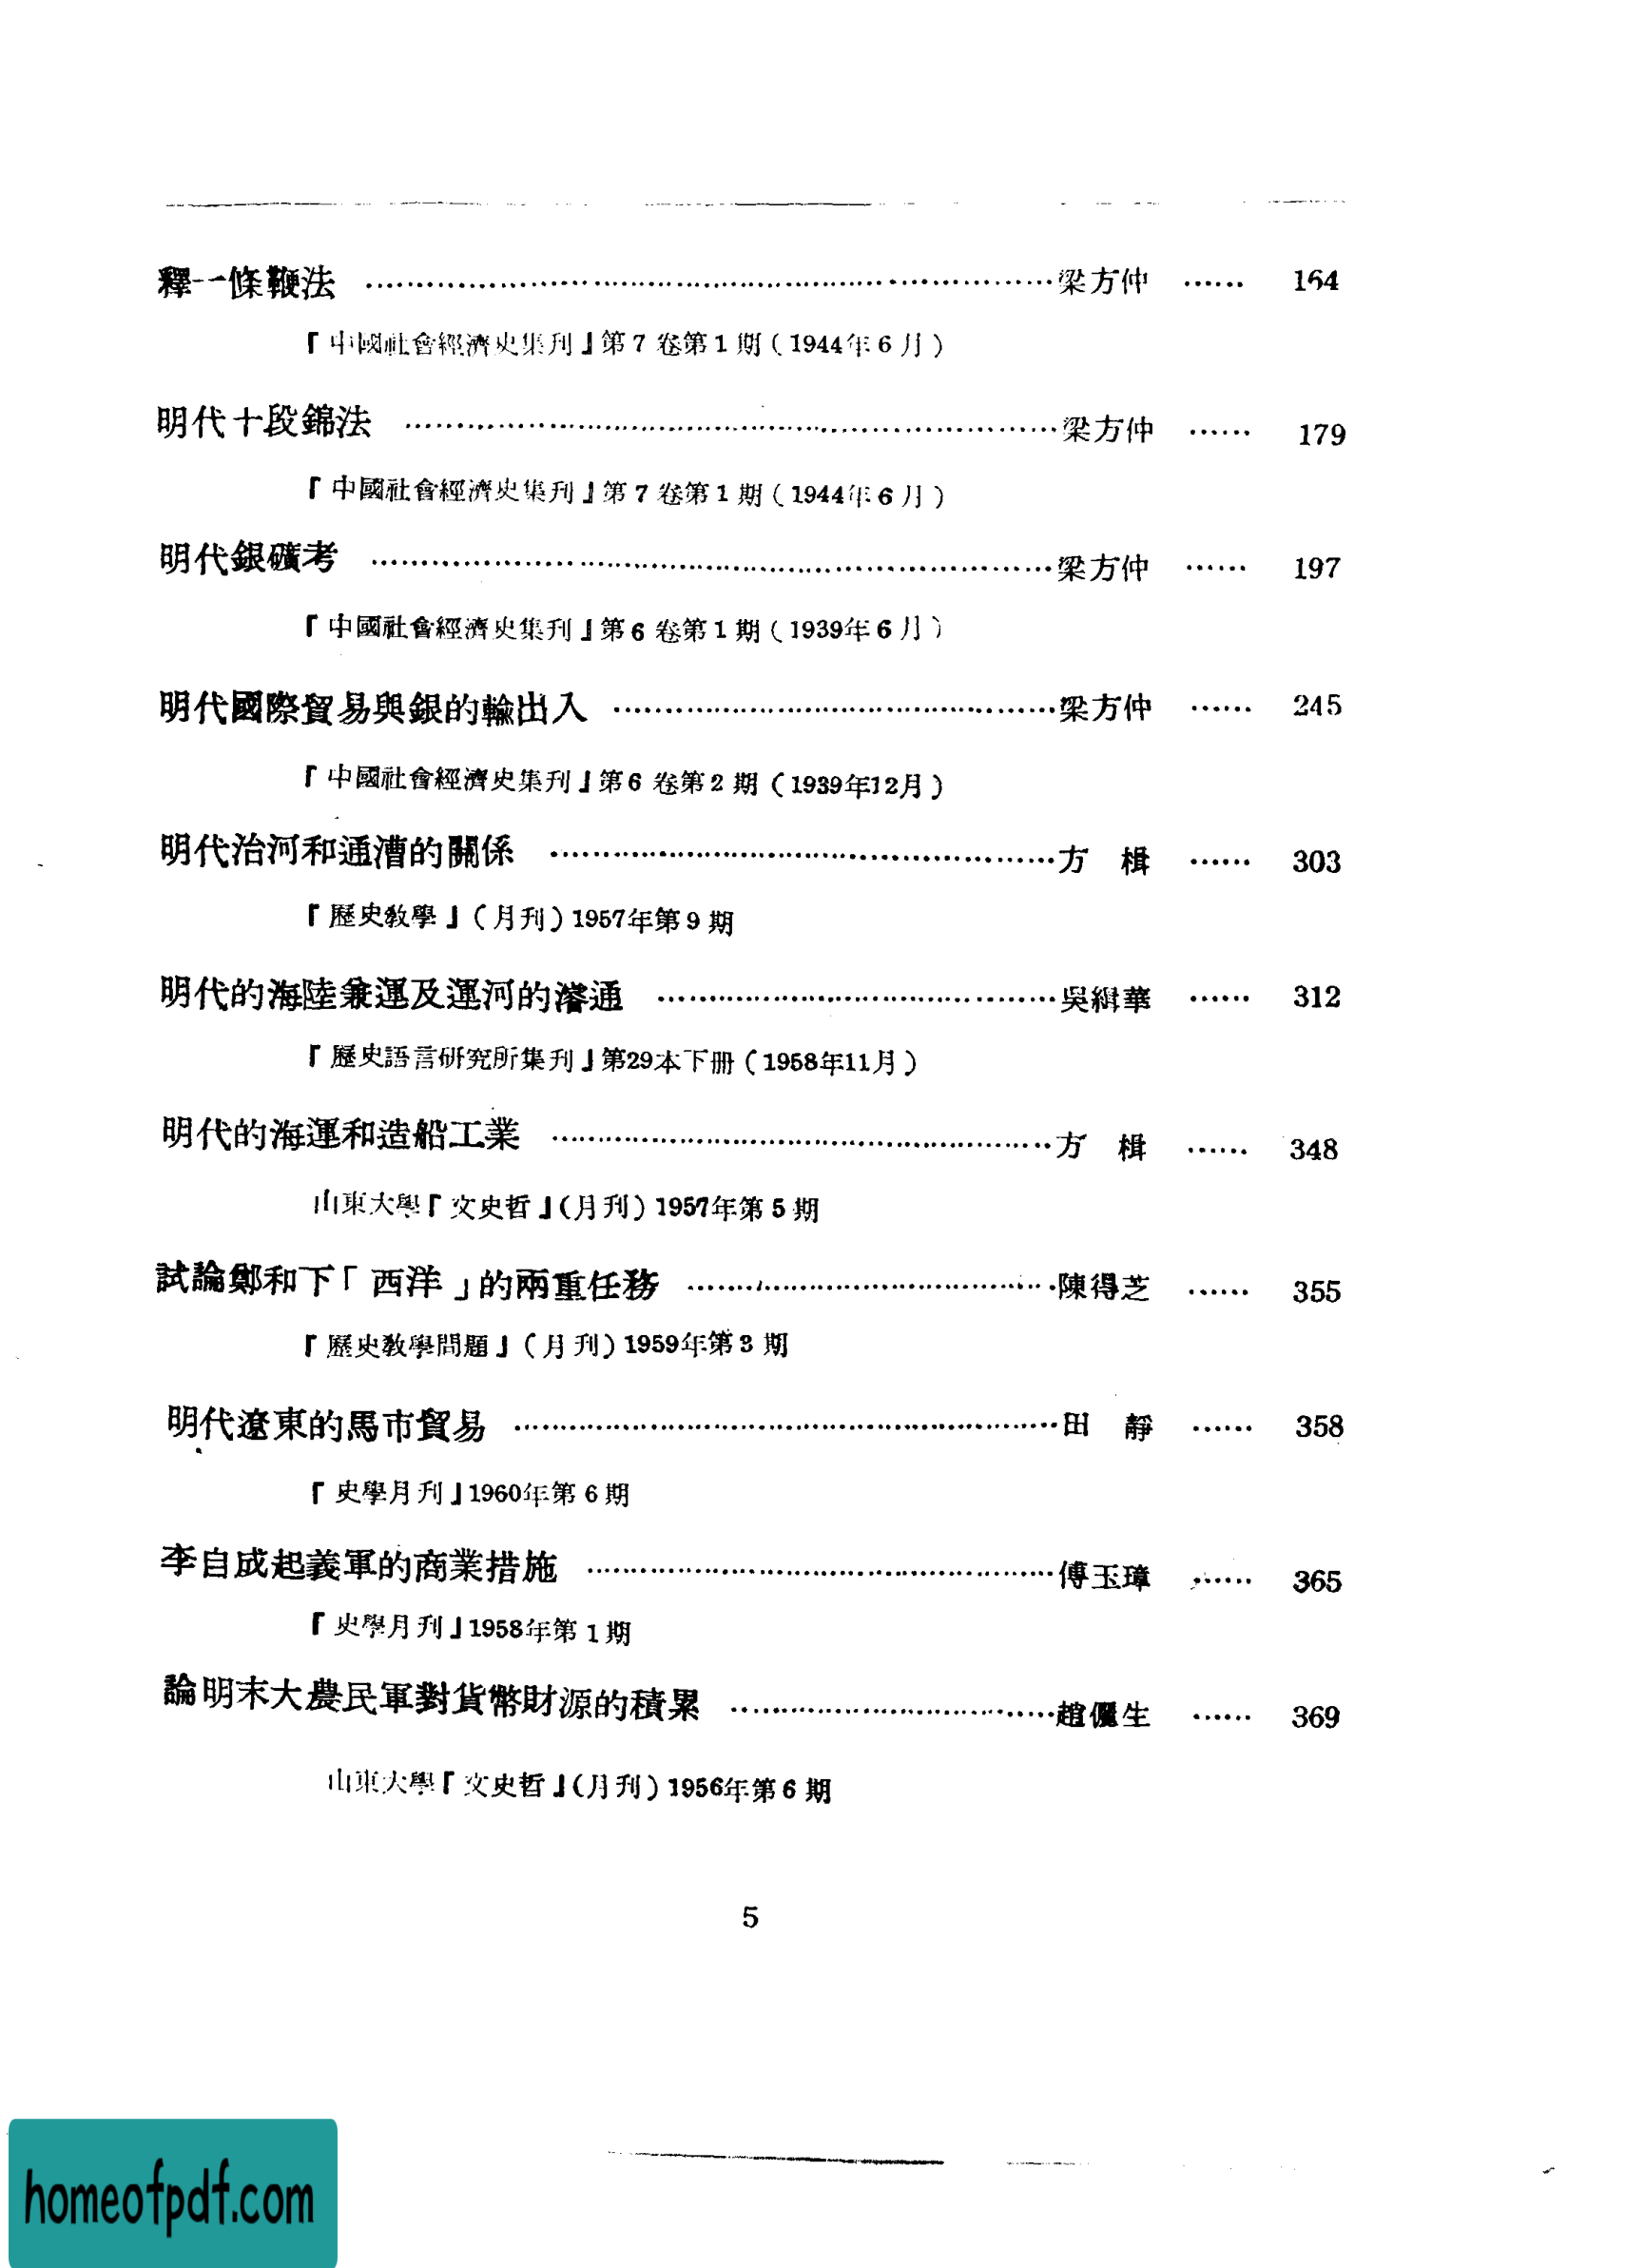 釋一條鞭法 ……………………………………………………梁方仲 …… 164
『中國社會經濟史集刊』第7卷第1期(1944年6月)
明代十段錦法 ……………………………………………………梁方仲 …… 179
『中國社會經濟史集刊』第7卷第1期(1944年6月)
明代銀礦考 ……………………………………………………梁方仲 …… 197
『中國社會經濟史集刊』第6卷第1期(1939年6月)
明代國際貿易與銀的輸出入 …………………………………梁方仲 …… 245
『中國社會經濟史集刊』第6卷第2期(1939年12月)
明代治河和通漕的關係 ………………………………………方 楫 …… 303
『歷史教學』(月刊)1957年第9期
明代的海陸兼運及運河的濬通 ………………………………吳緝華 …… 312
『歷史語言研究所集刊』第29本下冊(1958年11月)
明代的海運和造船工業 ………………………………………方 楫 …… 348
山東大學『文史哲』(月刊)1957年第5期
試論鄭和下「西洋」的兩重任務 ……………………………陳得芝 …… 355
『歷史教學問題』(月刊)1959年第3期
明代遼東的馬市貿易 …………………………………………田 靜 …… 358
『史學月刊』1960年第6期
李自成起義軍的商業措施 ……………………………………傅玉璋 …… 365
『史學月刊』1958年第1期
論明末大農民軍對貨幣財源的積累 …………………………趙儷生 …… 369
山東大學『文史哲』(月刊)1956年第6期
5
homeofpdf.com